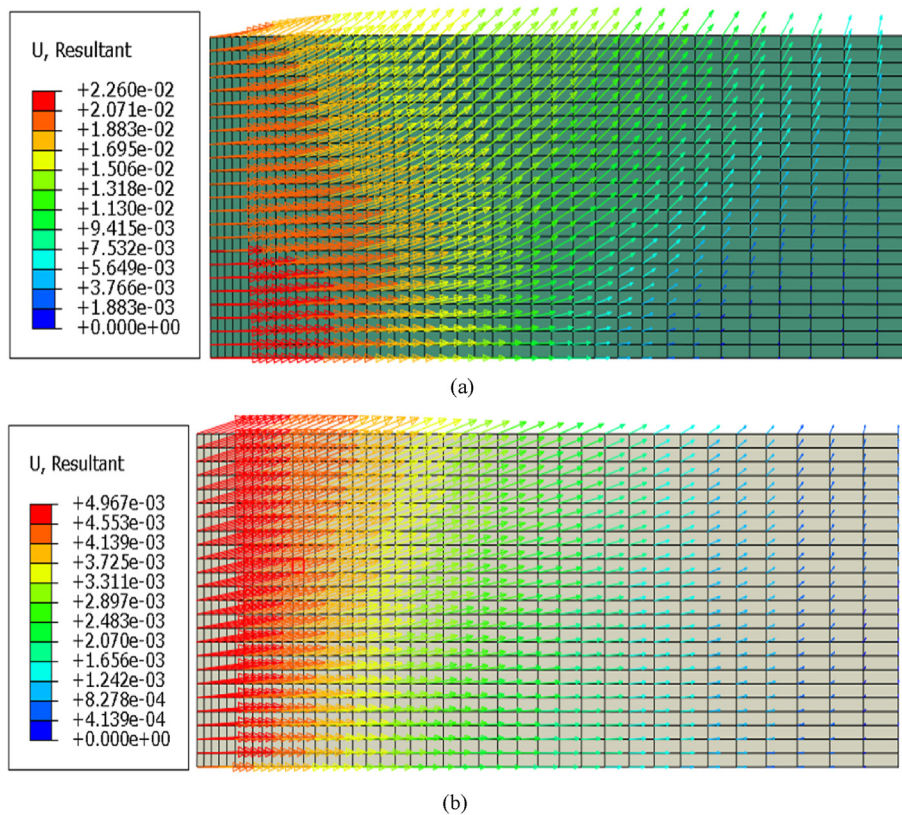 U, Resultant
+2.260e-02
+2.071e-02
+1.883e-02
+1.695e-02
+1.506e-02
+1.318e-02
+1.130e-02
+9.415e-03
+7.532e-03
+5.649e-03
+3.766e-03
+1.883e-03
+0.000e+00
(a)
U, Resultant
+4.967e-03
+4.553e-03
+4.139e-03
+3.725e-03
+3.311e-03
+2.897e-03
+2.483e-03
+2.070e-03
+1.656e-03
+1.242e-03
+8.278e-04
+4.139e-04
+0.000e+00
(b)